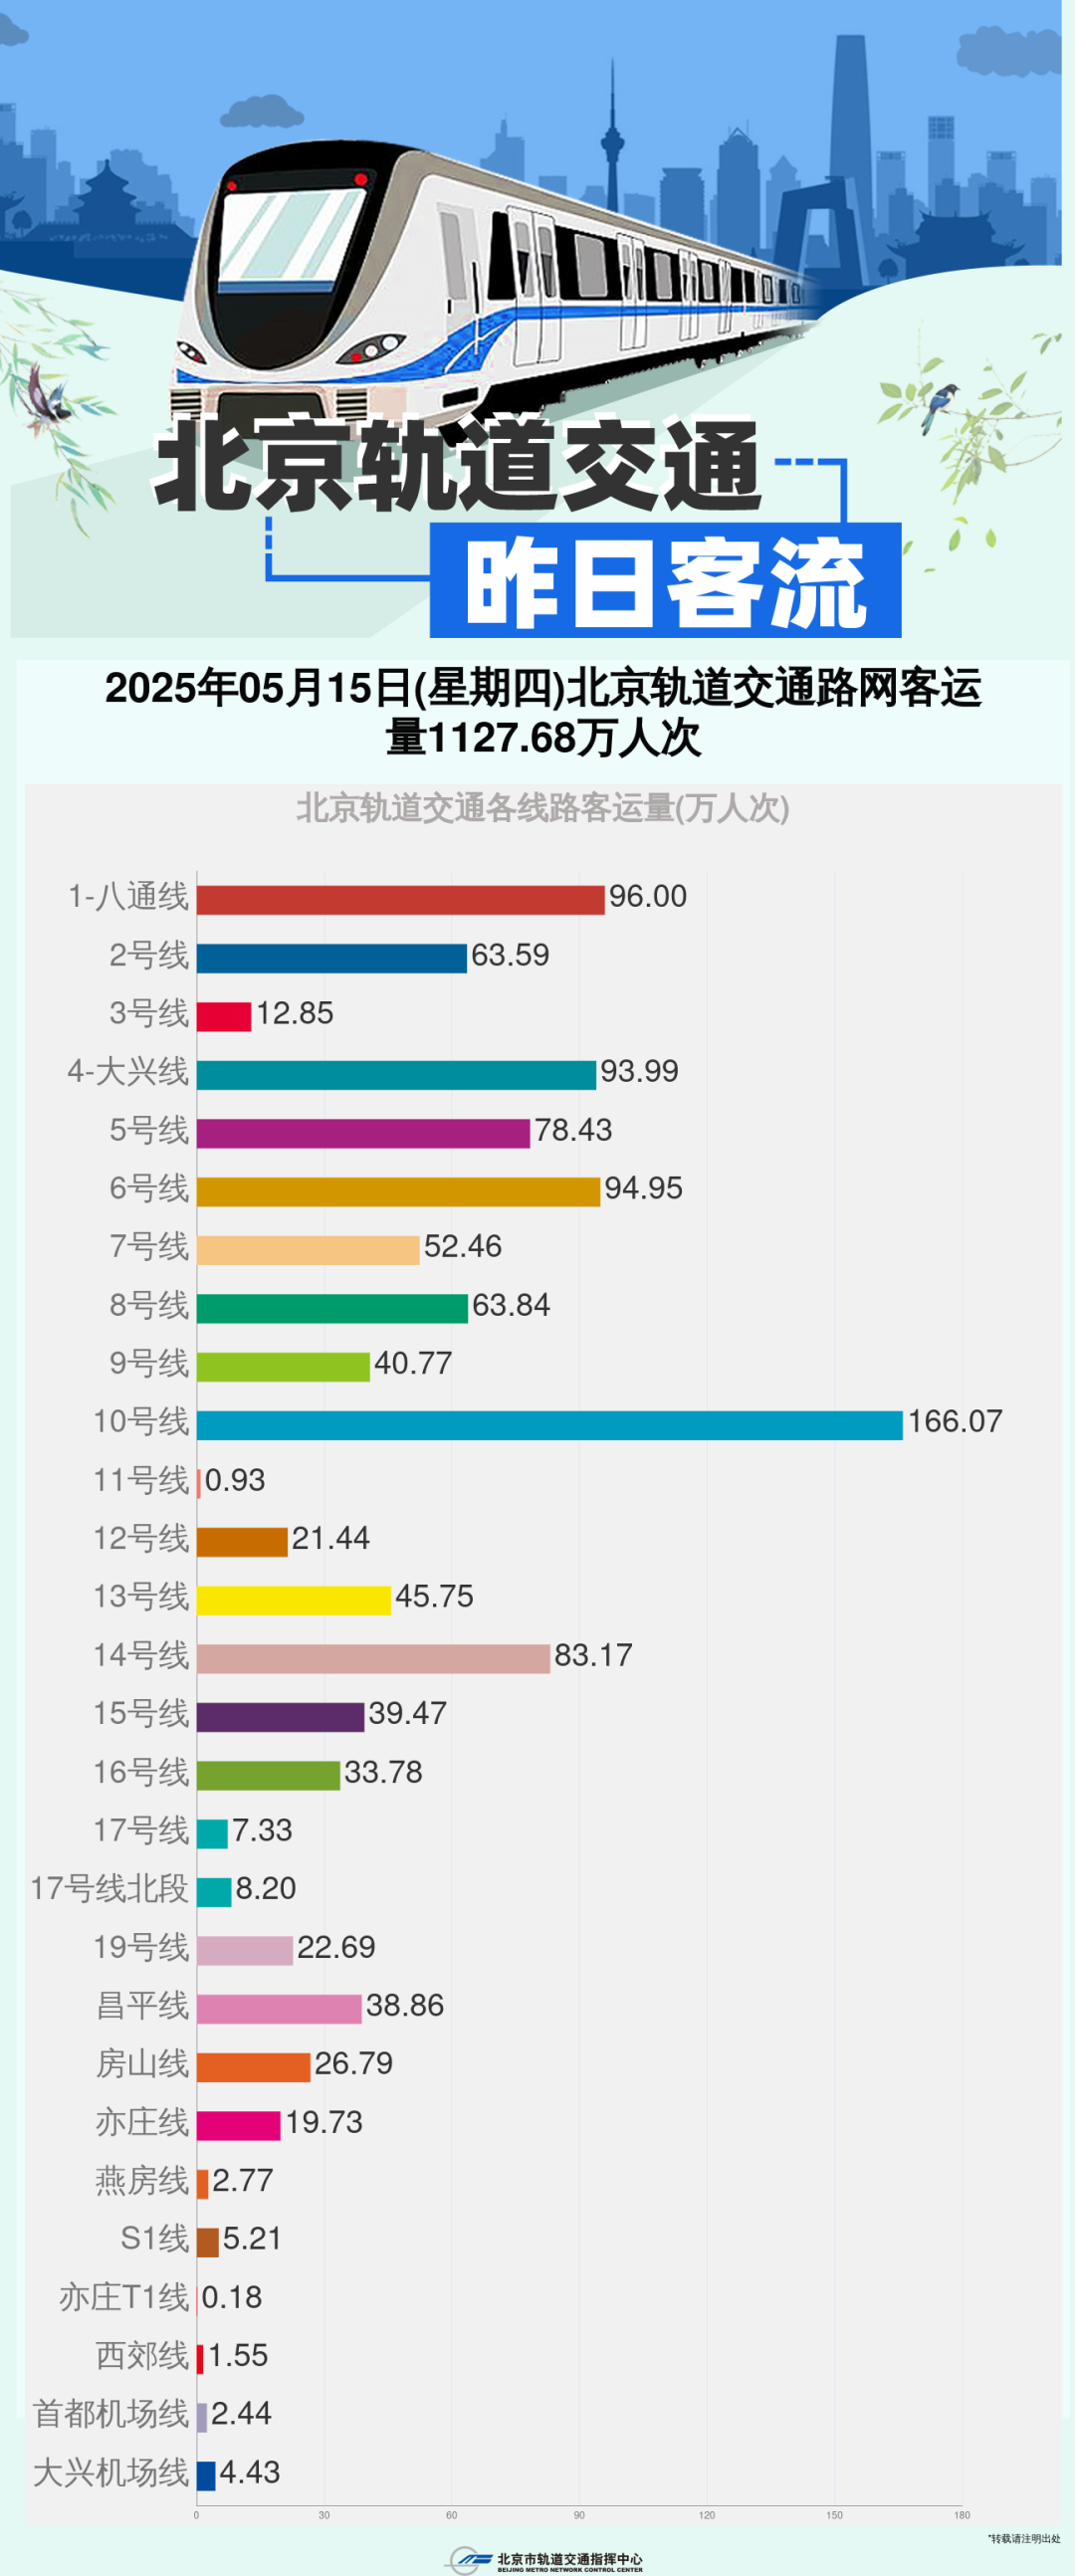 北京轨道交通
昨日客流
2025年05月15日(星期四)北京轨道交通路网客运
量1127.68万人次
北京轨道交通各线路客运量(万人次)
1-八通线 96.00
2号线 63.59
3号线 12.85
4-大兴线 93.99
5号线 78.43
6号线 94.95
7号线 52.46
8号线 63.84
9号线 40.77
10号线 166.07
11号线 0.93
12号线 21.44
13号线 45.75
14号线 83.17
15号线 39.47
16号线 33.78
17号线 7.33
17号线北段 8.20
19号线 22.69
昌平线 38.86
房山线 26.79
亦庄线 19.73
燕房线 2.77
S1线 5.21
亦庄T1线 0.18
西郊线 1.55
首都机场线 2.44
大兴机场线 4.43
0 30 60 90 120 150 180
*转载请注明出处
北京市轨道交通指挥中心
BEIJING METRO NETWORK CONTROL CENTER